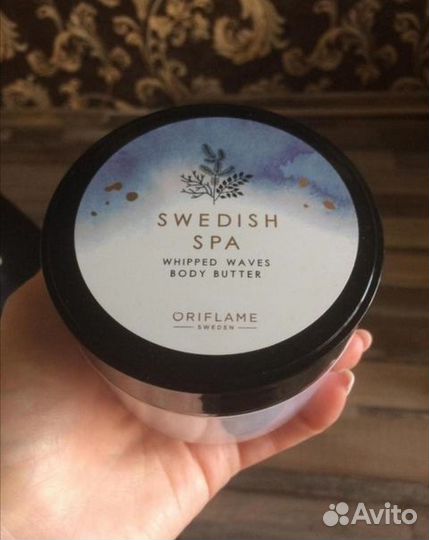 SWEDISH
SPA
WHIPPED WAVES
BODY BUTTER
ORIFLAME
SWEDEN
Avito